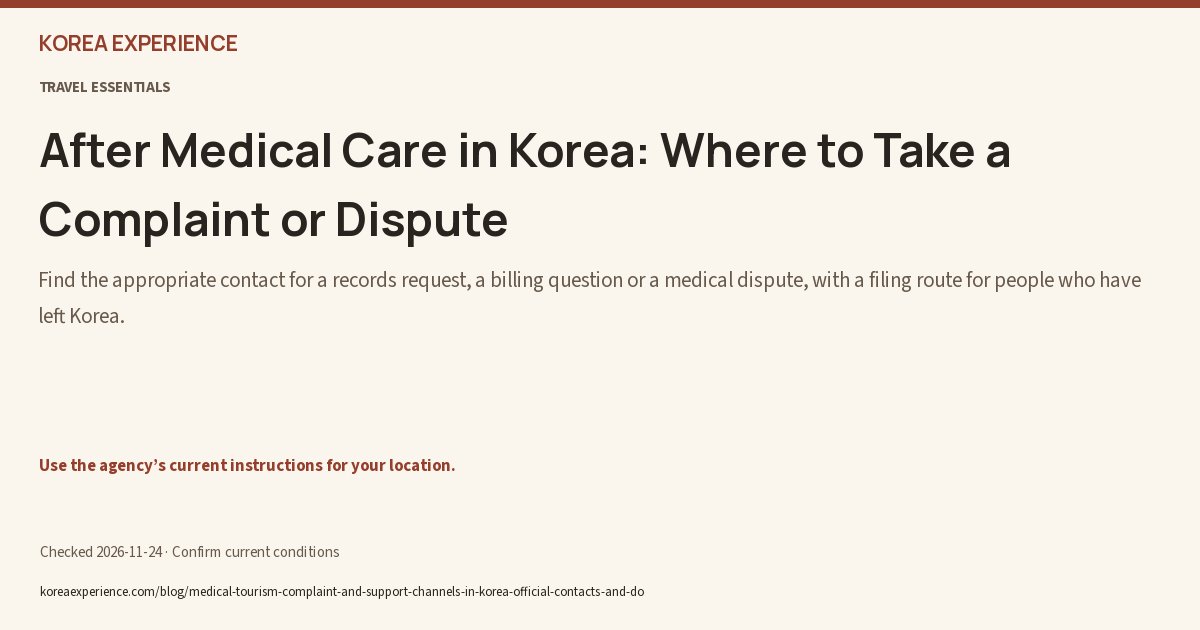 KOREA EXPERIENCE
TRAVEL ESSENTIALS
After Medical Care in Korea: Where to Take a
Complaint or Dispute
Find the appropriate contact for a records request, a billing question or a medical dispute, with a filing route for people who have
left Korea.
Use the agency’s current instructions for your location.
Checked 2026-11-24 · Confirm current conditions
koreaexperience.com/blog/medical-tourism-complaint-and-support-channels-in-korea-official-contacts-and-do